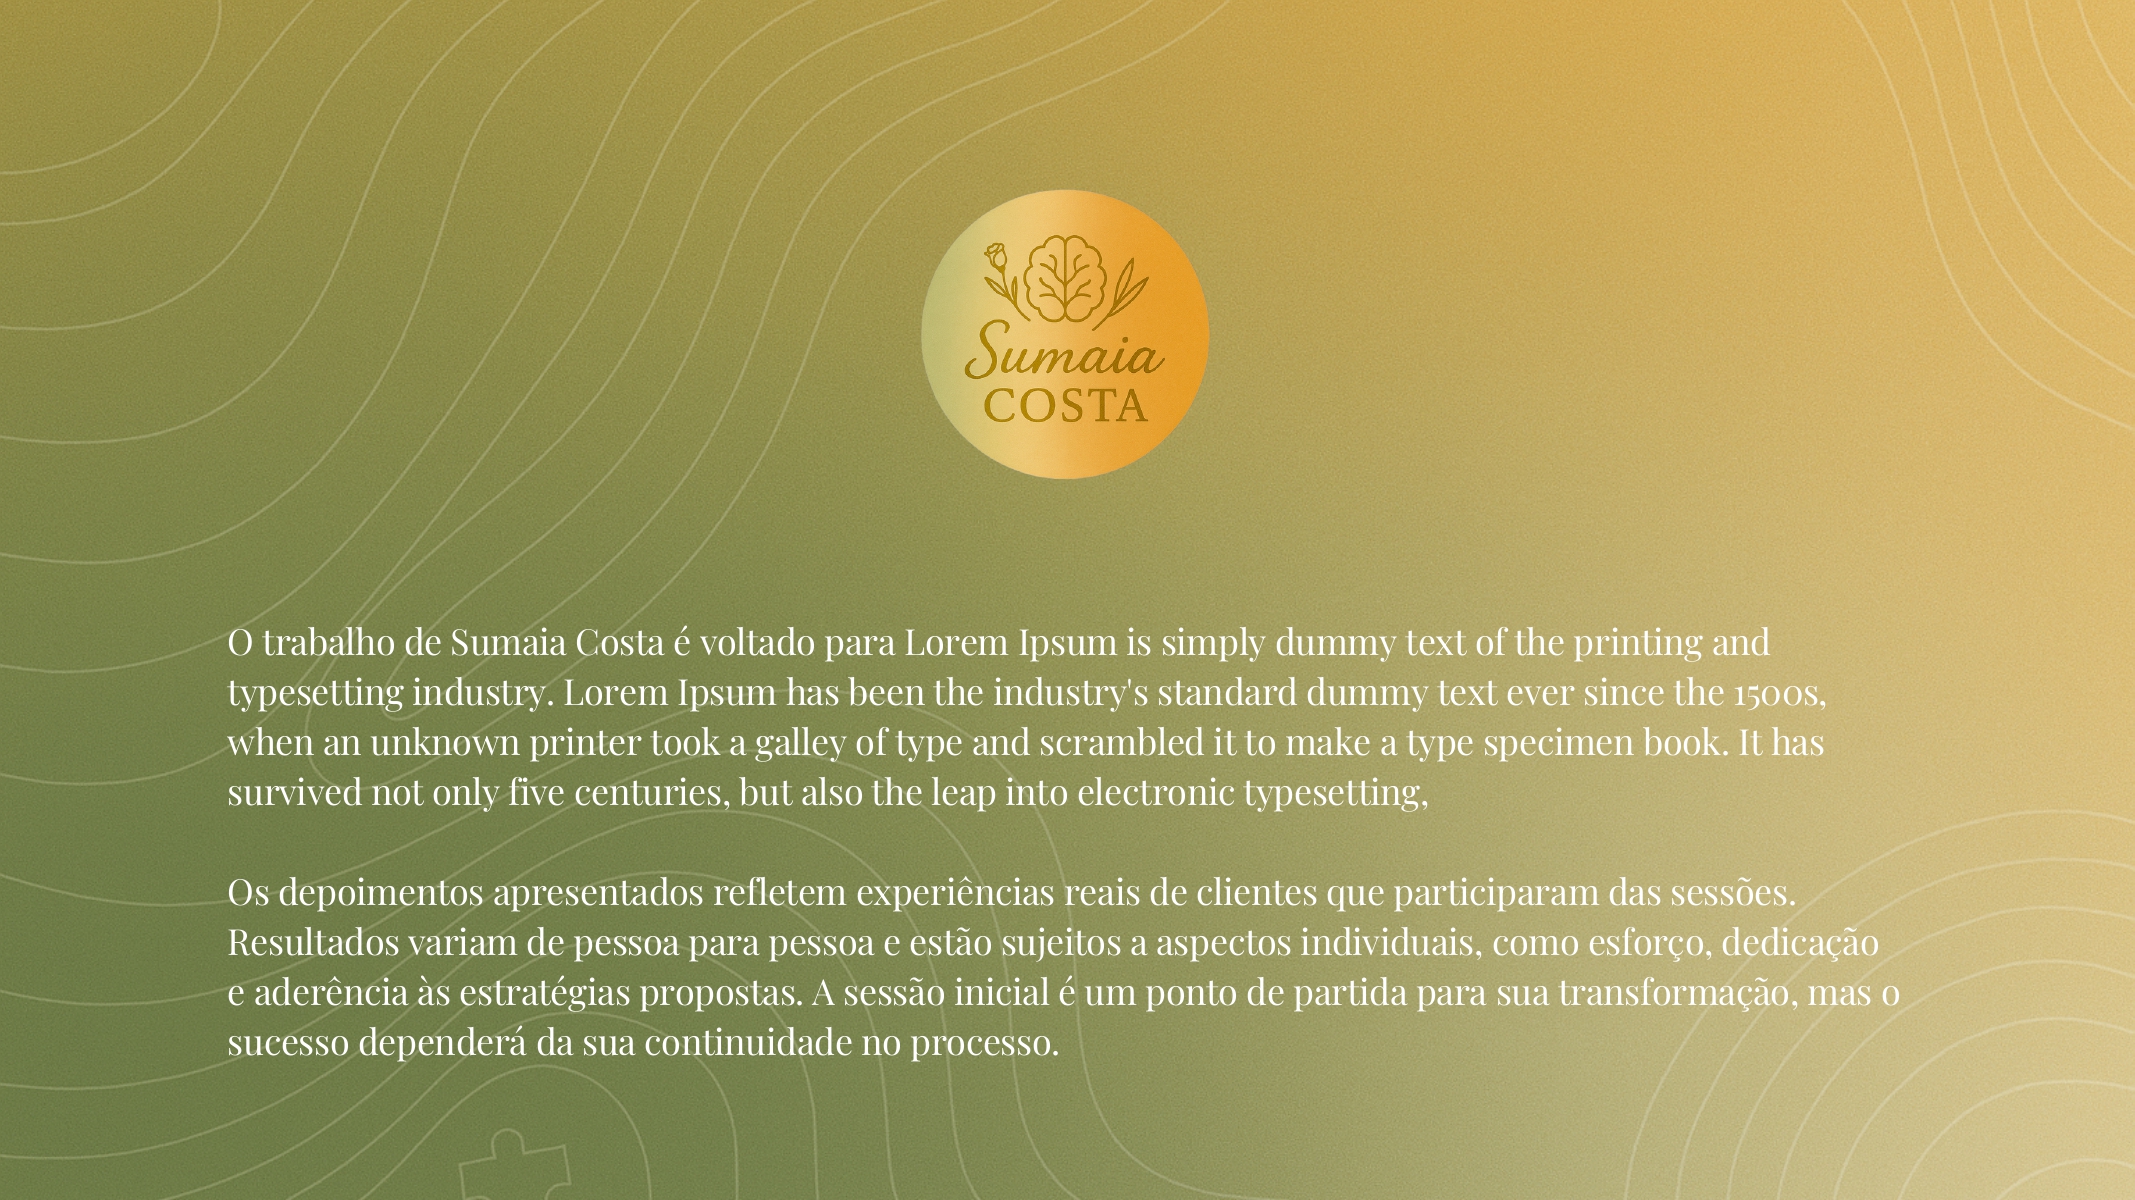 Sumaia
COSTA
O trabalho de Sumaia Costa é voltado para Lorem Ipsum is simply dummy text of the printing and
typesetting industry. Lorem Ipsum has been the industry's standard dummy text ever since the 1500s,
when an unknown printer took a galley of type and scrambled it to make a type specimen book. It has
survived not only five centuries, but also the leap into electronic typesetting,
Os depoimentos apresentados refletem experiências reais de clientes que participaram das sessões.
Resultados variam de pessoa para pessoa e estão sujeitos a aspectos individuais, como esforço, dedicação
e aderência às estratégias propostas. A sessão inicial é um ponto de partida para sua transformação, mas o
sucesso dependerá da sua continuidade no processo.